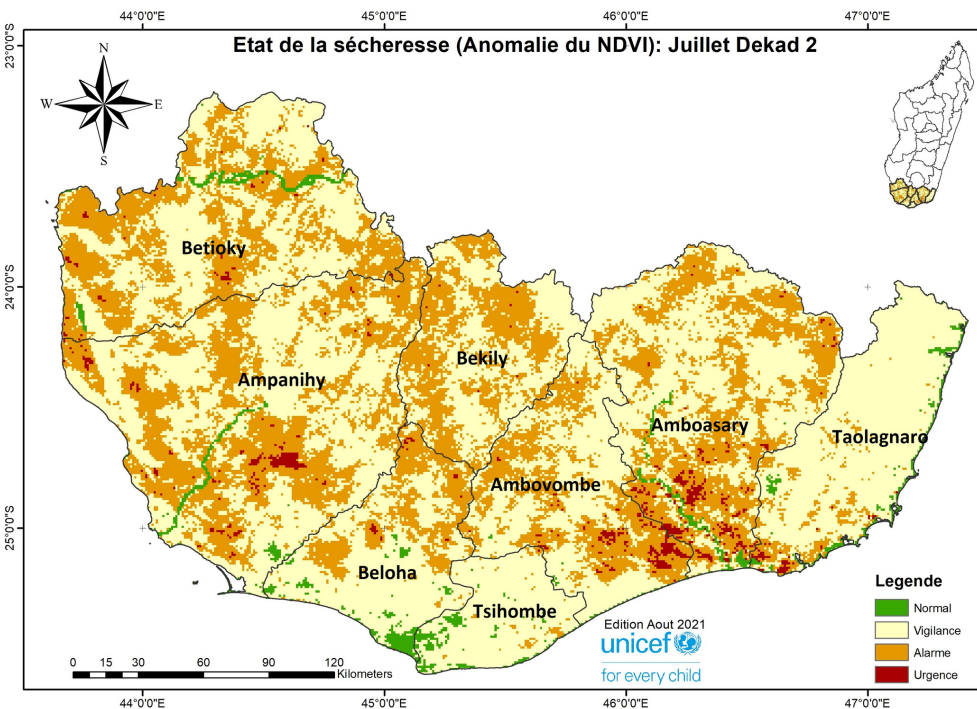 44°0'0"E 45°0'0"E 46°0'0"E 47°0'0"E
Etat de la sécheresse (Anomalie du NDVI): Juillet Dekad 2
23°0'0"S
24°0'0"S
25°0'0"S
N
W E
S
Betioky
Bekily
Ampanihy
Amboasary
Taolagnaro
Ambovombe
Beloha
Tsihombe
Edition Aout 2021
unicef
for every child
Legende
Normal
Vigilance
Alarme
Urgence
0 15 30 60 90 120
Kilometers
44°0'0"E 45°0'0"E 46°0'0"E 47°0'0"E